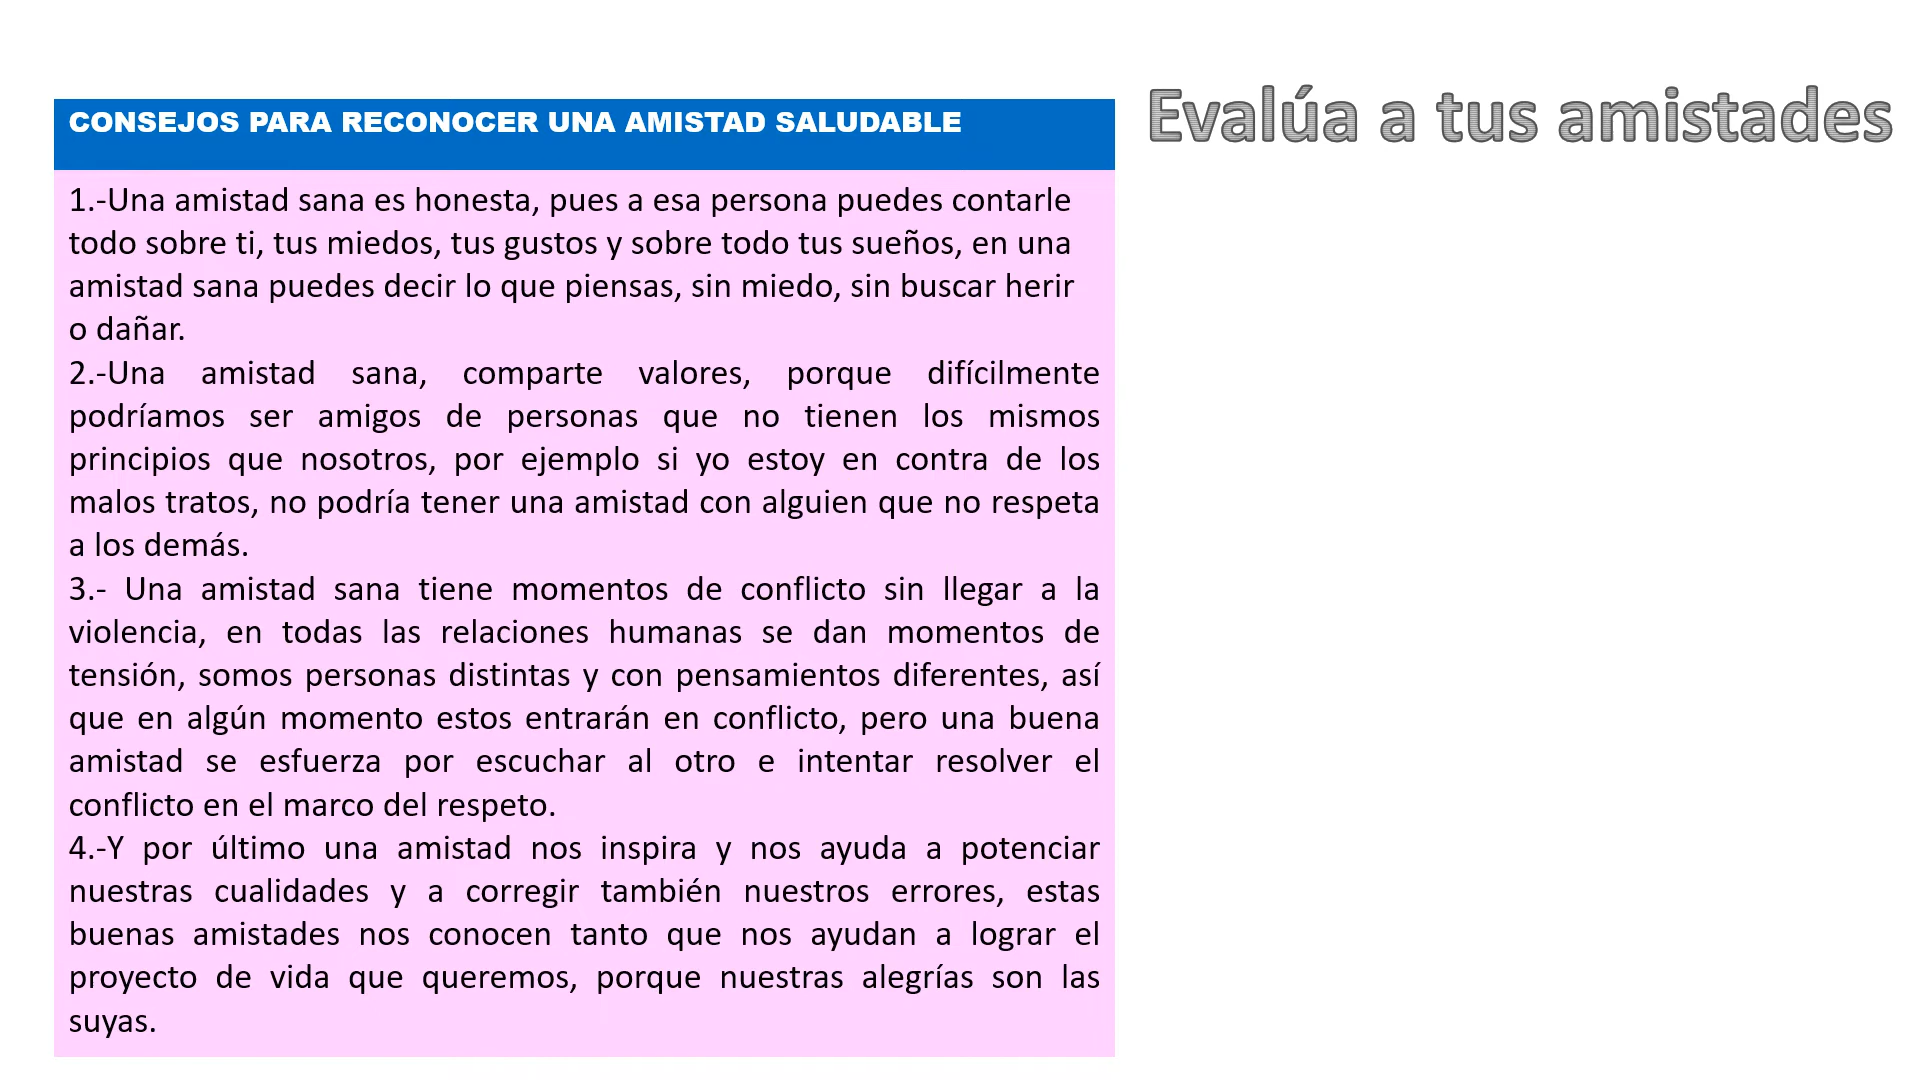 CONSEJOS PARA RECONOCER UNA AMISTAD SALUDABLE
1.-Una amistad sana es honesta, pues a esa persona puedes contarle
todo sobre ti, tus miedos, tus gustos y sobre todo tus sueños, en una
amistad sana puedes decir lo que piensas, sin miedo, sin buscar herir
o dañar.
2.-Una amistad sana, comparte valores, porque difícilmente
podríamos ser amigos de personas que no tienen los mismos
principios que nosotros, por ejemplo si yo estoy en contra de los
malos tratos, no podría tener una amistad con alguien que no respeta
a los demás.
3.- Una amistad sana tiene momentos de conflicto sin llegar a la
violencia, en todas las relaciones humanas se dan momentos de
tensión, somos personas distintas y con pensamientos diferentes, así
que en algún momento estos entrarán en conflicto, pero una buena
amistad se esfuerza por escuchar al otro e intentar resolver el
conflicto en el marco del respeto.
4.-Y por último una amistad nos inspira y nos ayuda a potenciar
nuestras cualidades y a corregir también nuestros errores, estas
buenas amistades nos conocen tanto que nos ayudan a lograr el
proyecto de vida que queremos, porque nuestras alegrías son las
suyas.
Evalúa a tus amistades